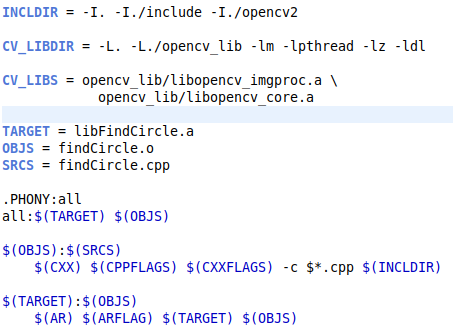 INCLDIR = -I. -I./include -I./opencv2
CV_LIBDIR = -L. -L./opencv_lib -lm -lpthread -lz -ldl
CV_LIBS = opencv_lib/libopencv_imgproc.a \
opencv_lib/libopencv_core.a
TARGET = libFindCircle.a
OBJS = findCircle.o
SRCS = findCircle.cpp
.PHONY:all
all:$(TARGET) $(OBJS)
$(OBJS):$(SRCS)
$(CXX) $(CPPFLAGS) $(CXXFLAGS) -c $*.cpp $(INCLDIR)
$(TARGET):$(OBJS)
$(AR) $(ARFLAG) $(TARGET) $(OBJS)